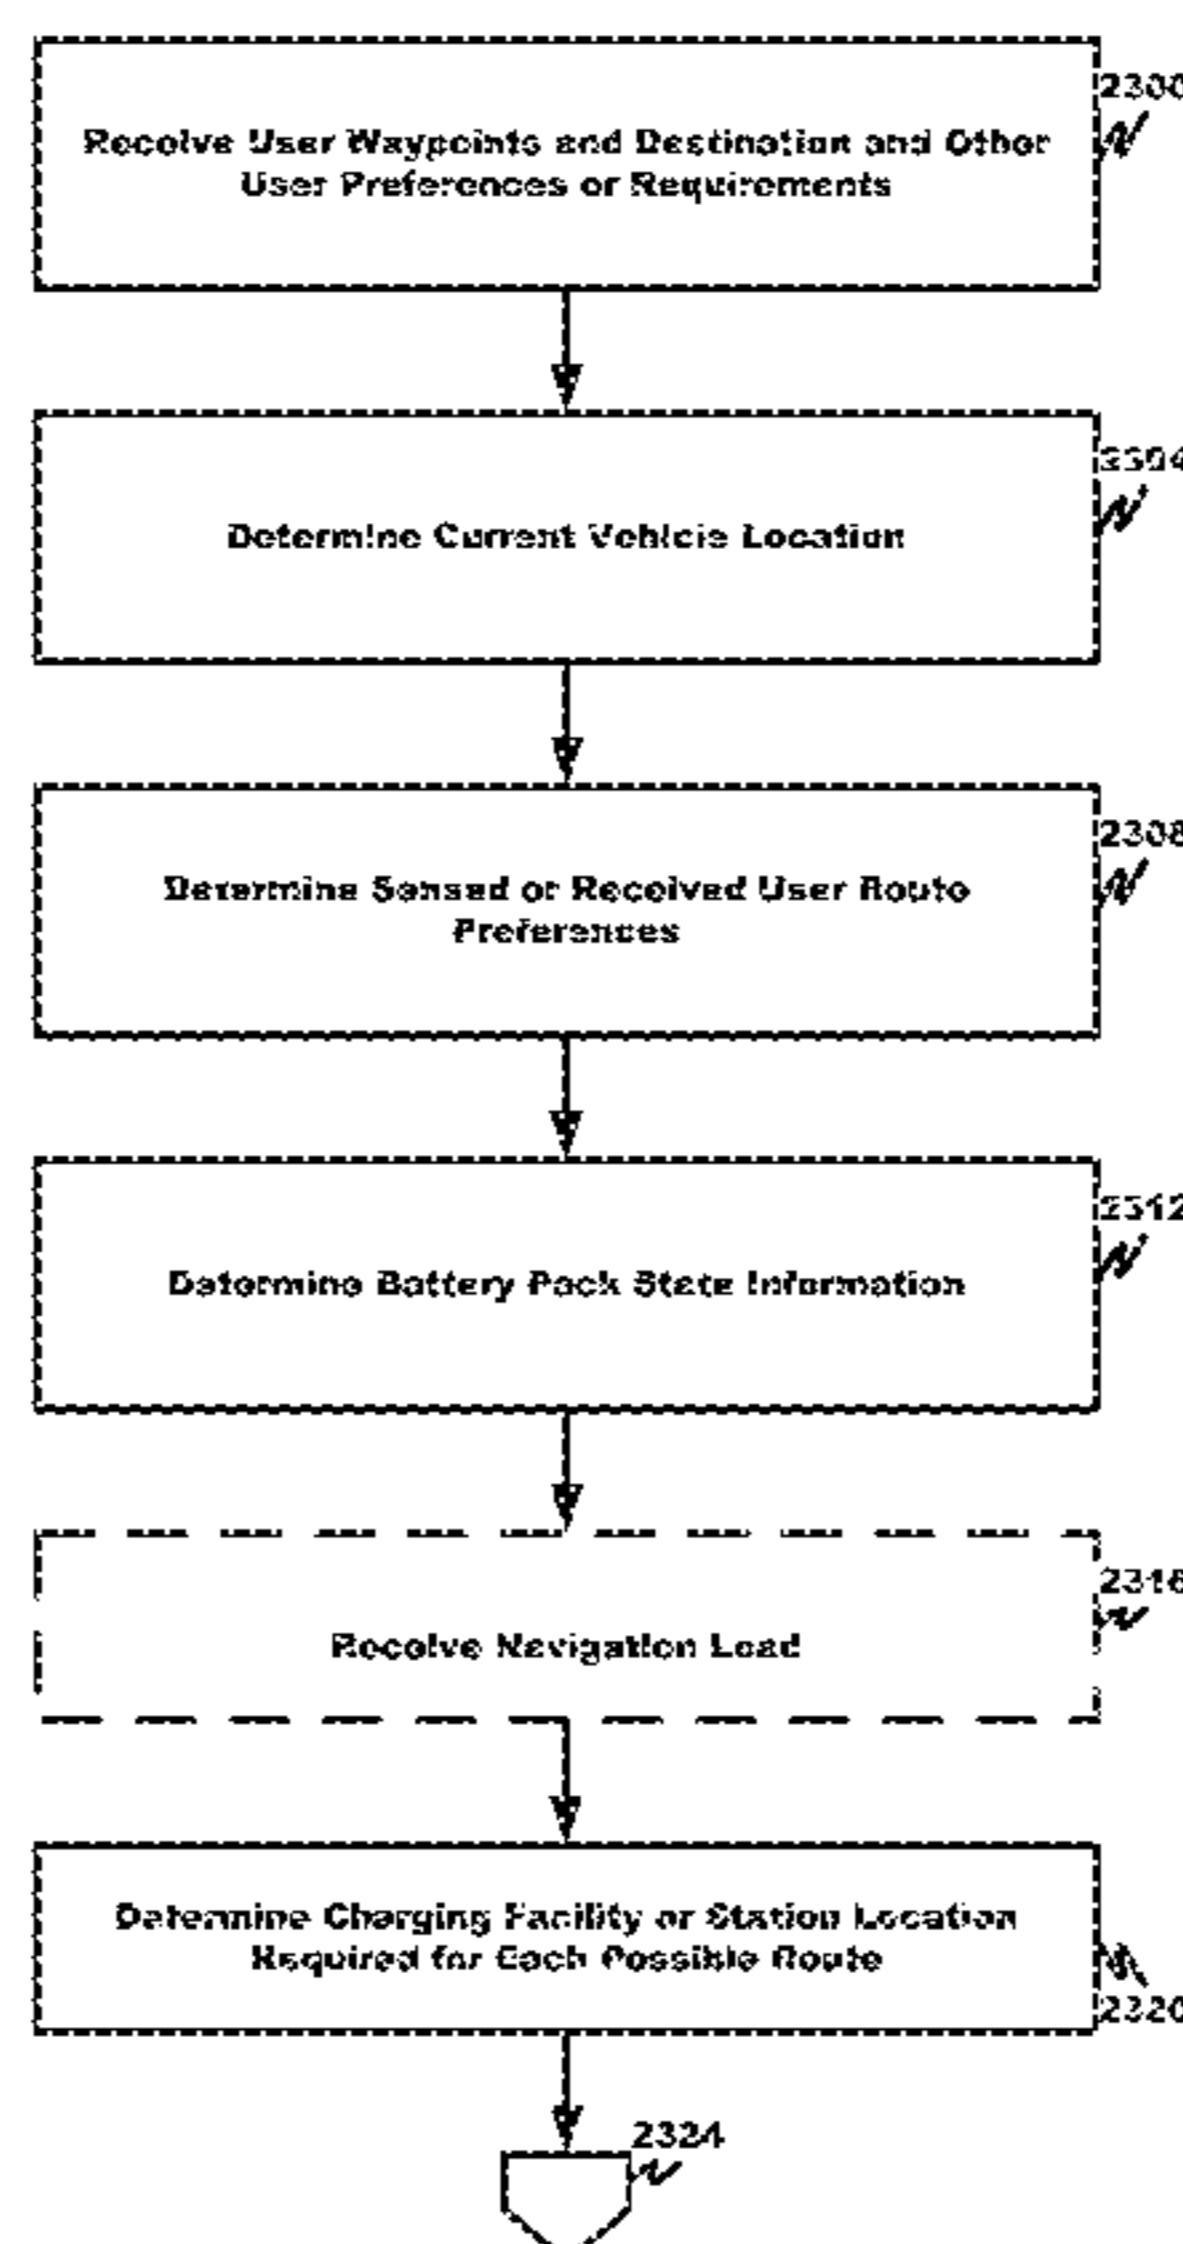 2300
Receive User Waypoints and Destination and Other
User Preferences or Requirements
2304
Determine Current Vehicle Location
2308
Determine Sensed or Received User Route
Preferences
2312
Determine Battery Pack State Information
2316
Receive Navigation Load
Determine Charging Facility or Station Location
Required for Each Possible Route
2320
2324